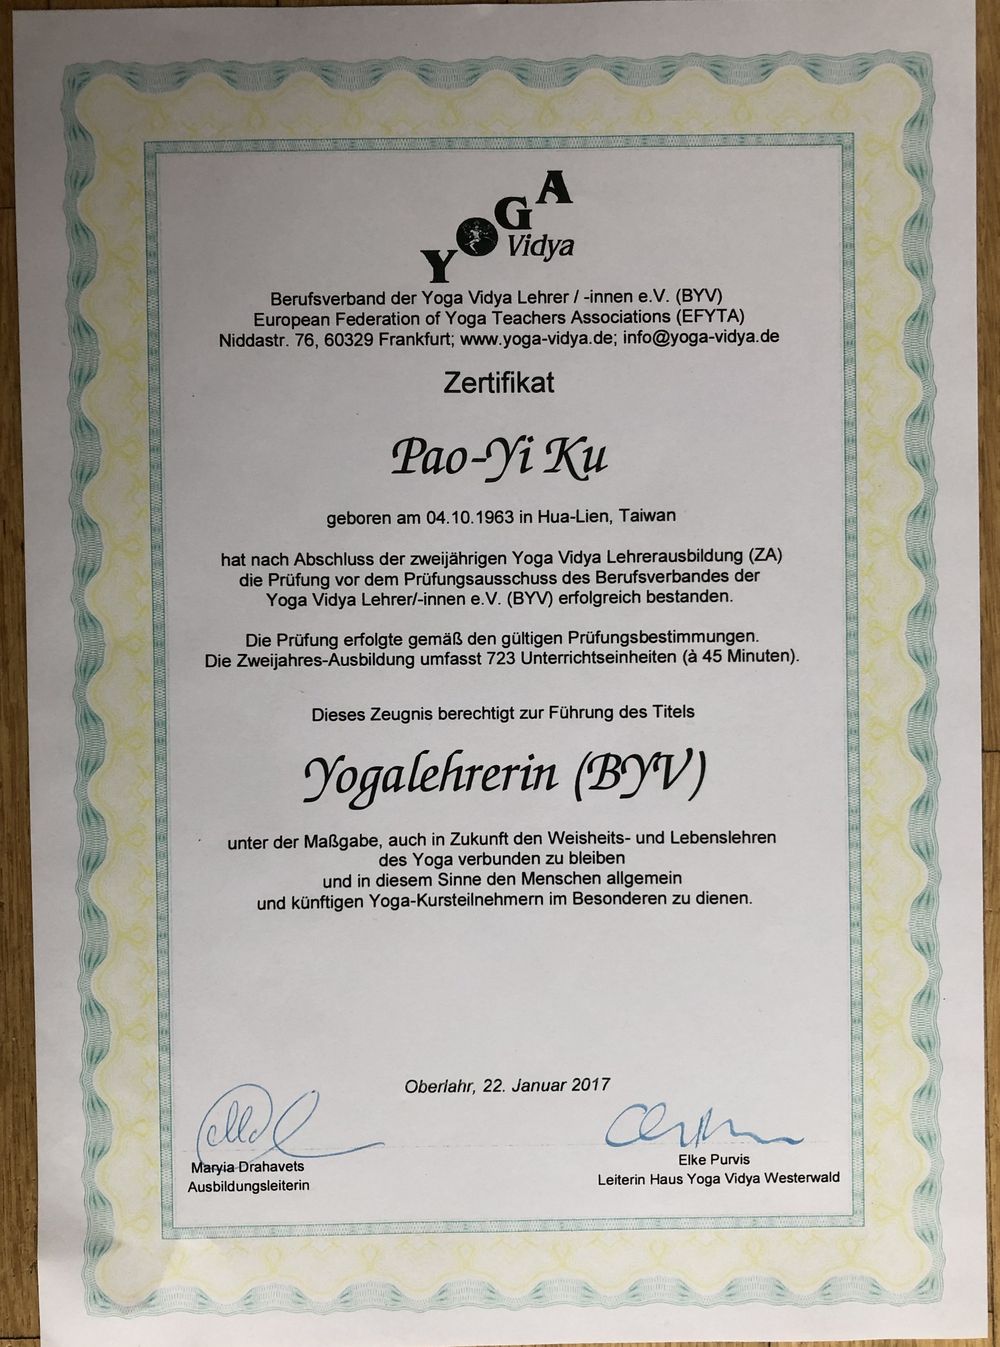 YOGA
Vidya
Berufsverband der Yoga Vidya Lehrer / -innen e.V. (BYV)
European Federation of Yoga Teachers Associations (EFYTA)
Niddastr. 76, 60329 Frankfurt; www.yoga-vidya.de; info@yoga-vidya.de
Zertifikat
Pao-Yi Ku
geboren am 04.10.1963 in Hua-Lien, Taiwan
hat nach Abschluss der zweijährigen Yoga Vidya Lehrerausbildung (ZA)
die Prüfung vor dem Prüfungsausschuss des Berufsverbandes der
Yoga Vidya Lehrer/-innen e.V. (BYV) erfolgreich bestanden.
Die Prüfung erfolgte gemäß den gültigen Prüfungsbestimmungen.
Die Zweijahres-Ausbildung umfasst 723 Unterrichtseinheiten (à 45 Minuten).
Dieses Zeugnis berechtigt zur Führung des Titels
Yogalehrerin (BYV)
unter der Maßgabe, auch in Zukunft den Weisheits- und Lebenslehren
des Yoga verbunden zu bleiben
und in diesem Sinne den Menschen allgemein
und künftigen Yoga-Kursteilnehmern im Besonderen zu dienen.
Oberlahr, 22. Januar 2017
Maryia Drahavets
Ausbildungsleiterin
Elke Purvis
Leiterin Haus Yoga Vidya Westerwald